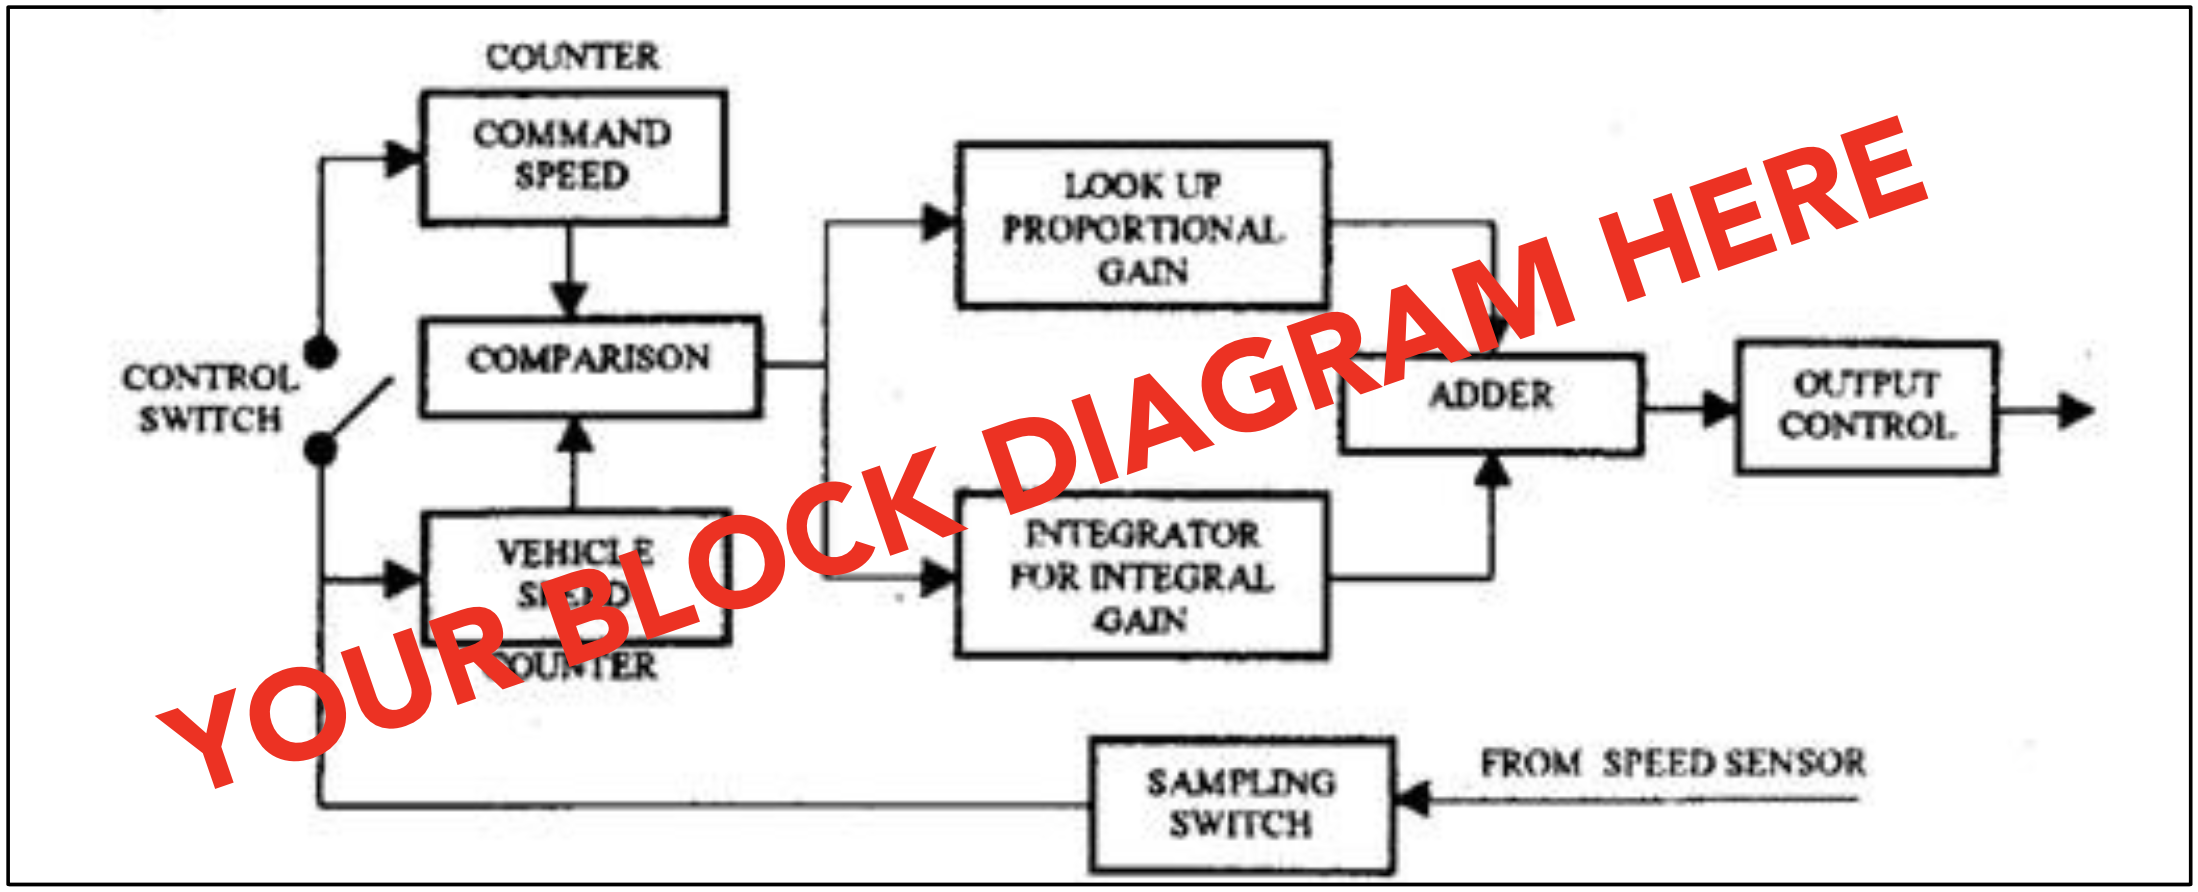 COUNTER
COMMAND
SPEED
LOOK UP
PROPORTIONAL
GAIN
CONTROL
SWITCH
COMPARISON
ADDER
OUTPUT
CONTROL
VEHICLE
SPEED
COUNTER
INTEGRATOR
FOR INTEGRAL
GAIN
SAMPLING
SWITCH
FROM SPEED SENSOR
YOUR BLOCK DIAGRAM HERE